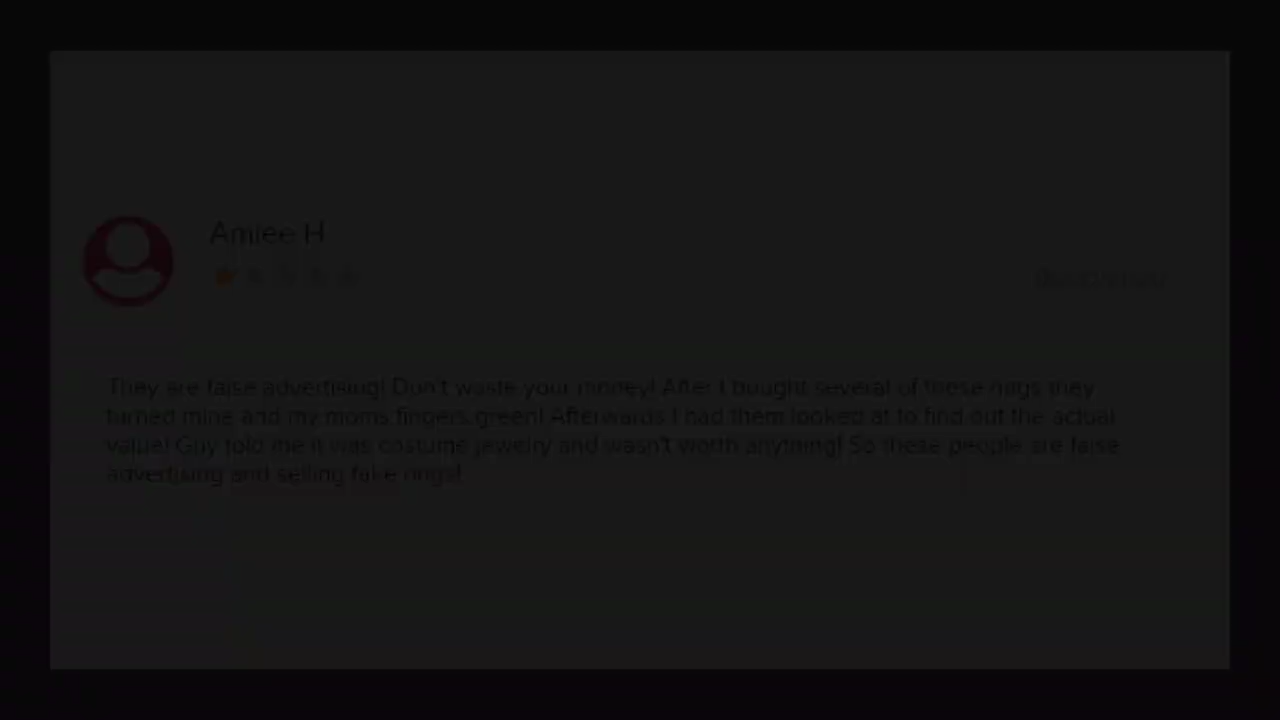 Amiee H
They are false advertising! Don't waste your money! After I bought several of these rings they
turned mine and my moms fingers green! Afterwards I had them looked at to find out the actual
value! Guy told me it was costume jewelry and wasn't worth anything! So these people are false
advertising and selling fake rings!